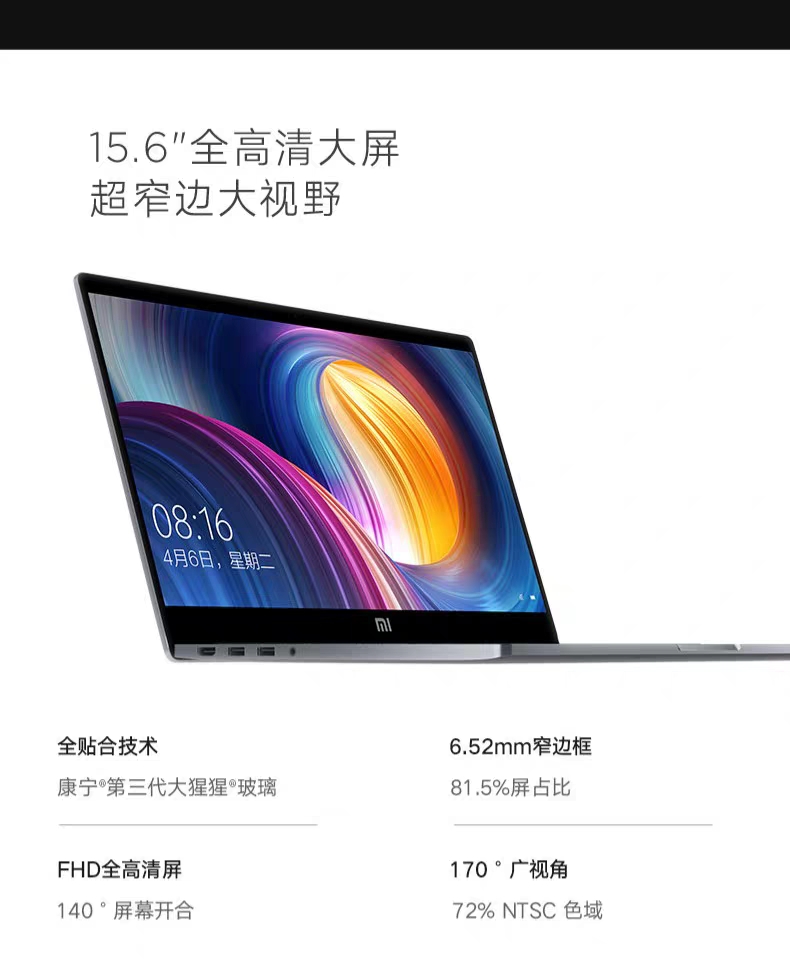 15.6″全高清大屏
超窄边大视野
08:16
4月6日，星期二
mi
全贴合技术
康宁®第三代大猩猩®玻璃
6.52mm窄边框
81.5%屏占比
FHD全高清屏
140°屏幕开合
170°广视角
72% NTSC 色域